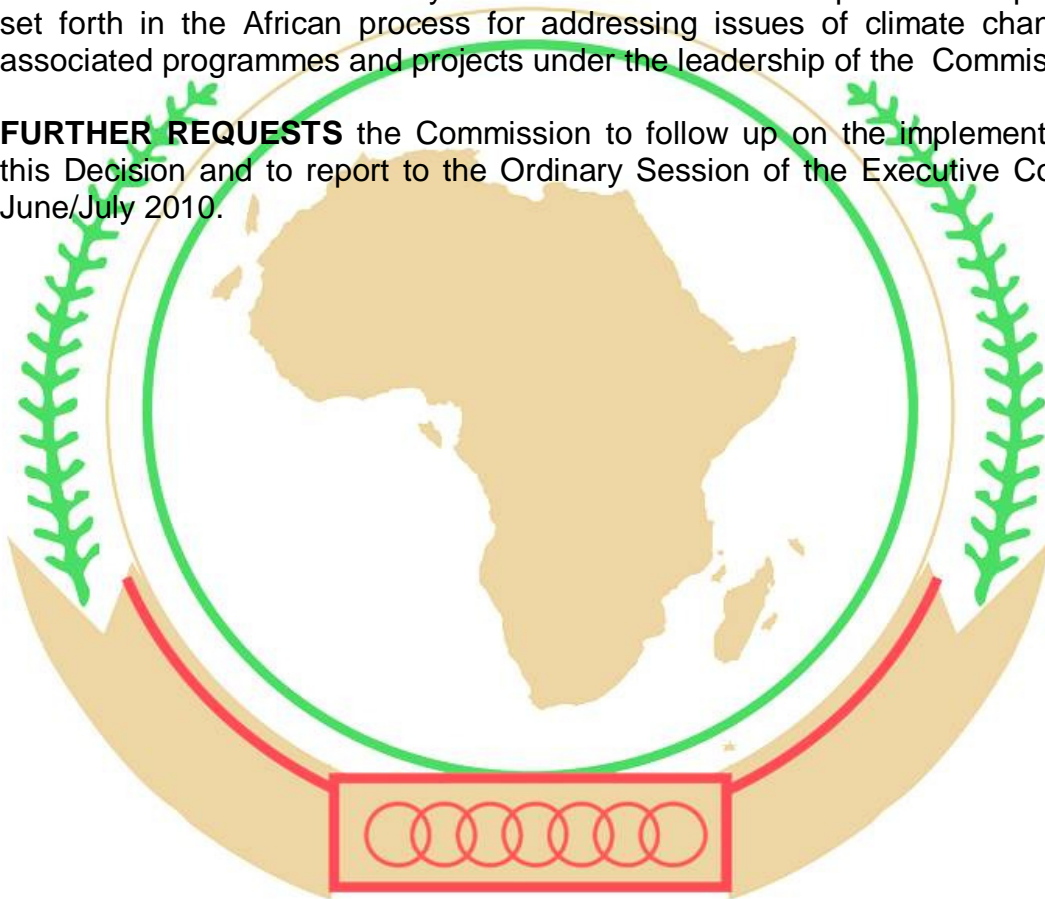 set forth in the African process for addressing issues of climate
associated programmes and projects under the leadership of the
FURTHER REQUESTS the Commission to follow up on the
this Decision and to report to the Ordinary Session of the Executive
June/July 2010.